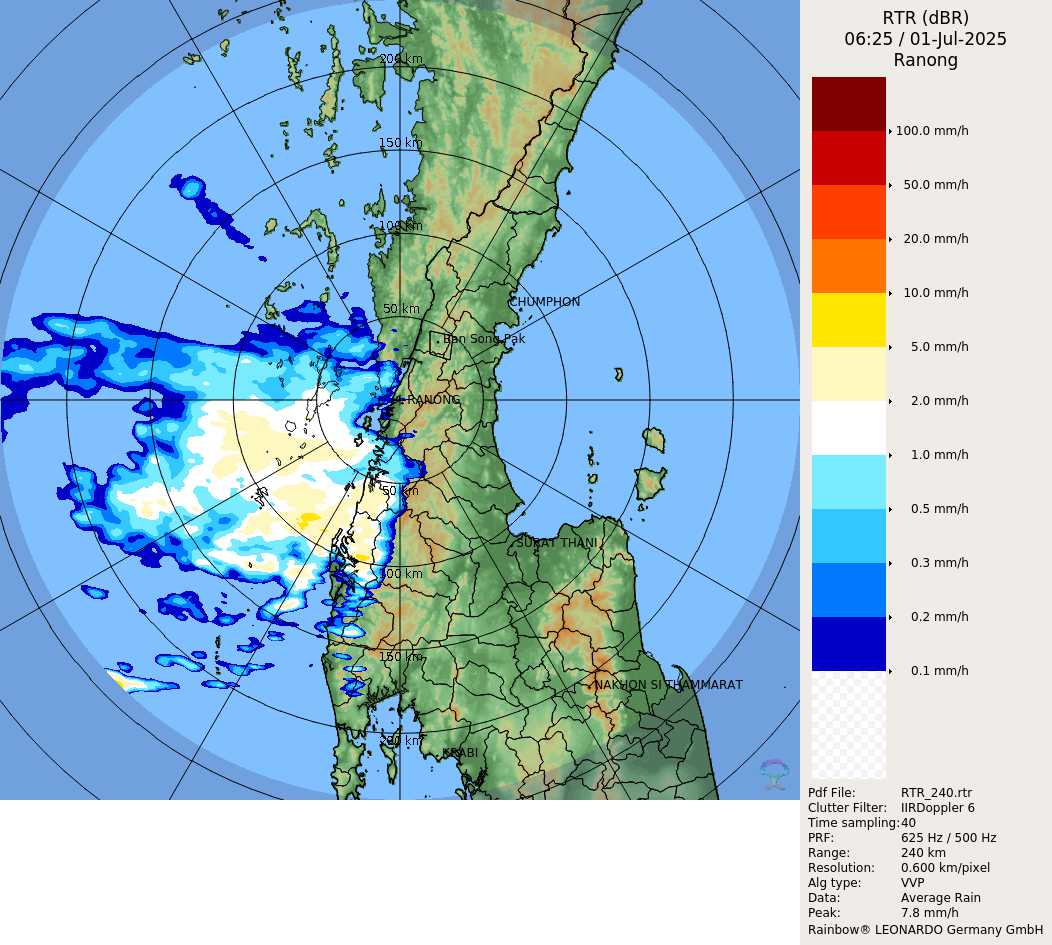 RTR (dBR)
06:25 / 01-Jul-2025
Ranong
100.0 mm/h
50.0 mm/h
20.0 mm/h
10.0 mm/h
5.0 mm/h
2.0 mm/h
1.0 mm/h
0.5 mm/h
0.3 mm/h
0.2 mm/h
0.1 mm/h
200 km
150 km
100 km
50 km
CHUMPHON
Ban Song Pak
RANONG
50 km
SURAT THANI
100 km
150 km
NAKHON SI THAMMARAT
200 km
KRABI
Pdf File: RTR_240.rtr
Clutter Filter: IIRDoppler 6
Time sampling:40
PRF: 625 Hz / 500 Hz
Range: 240 km
Resolution: 0.600 km/pixel
Alg type: VVP
Data: Average Rain
Peak: 7.8 mm/h
Rainbow® LEONARDO Germany GmbH